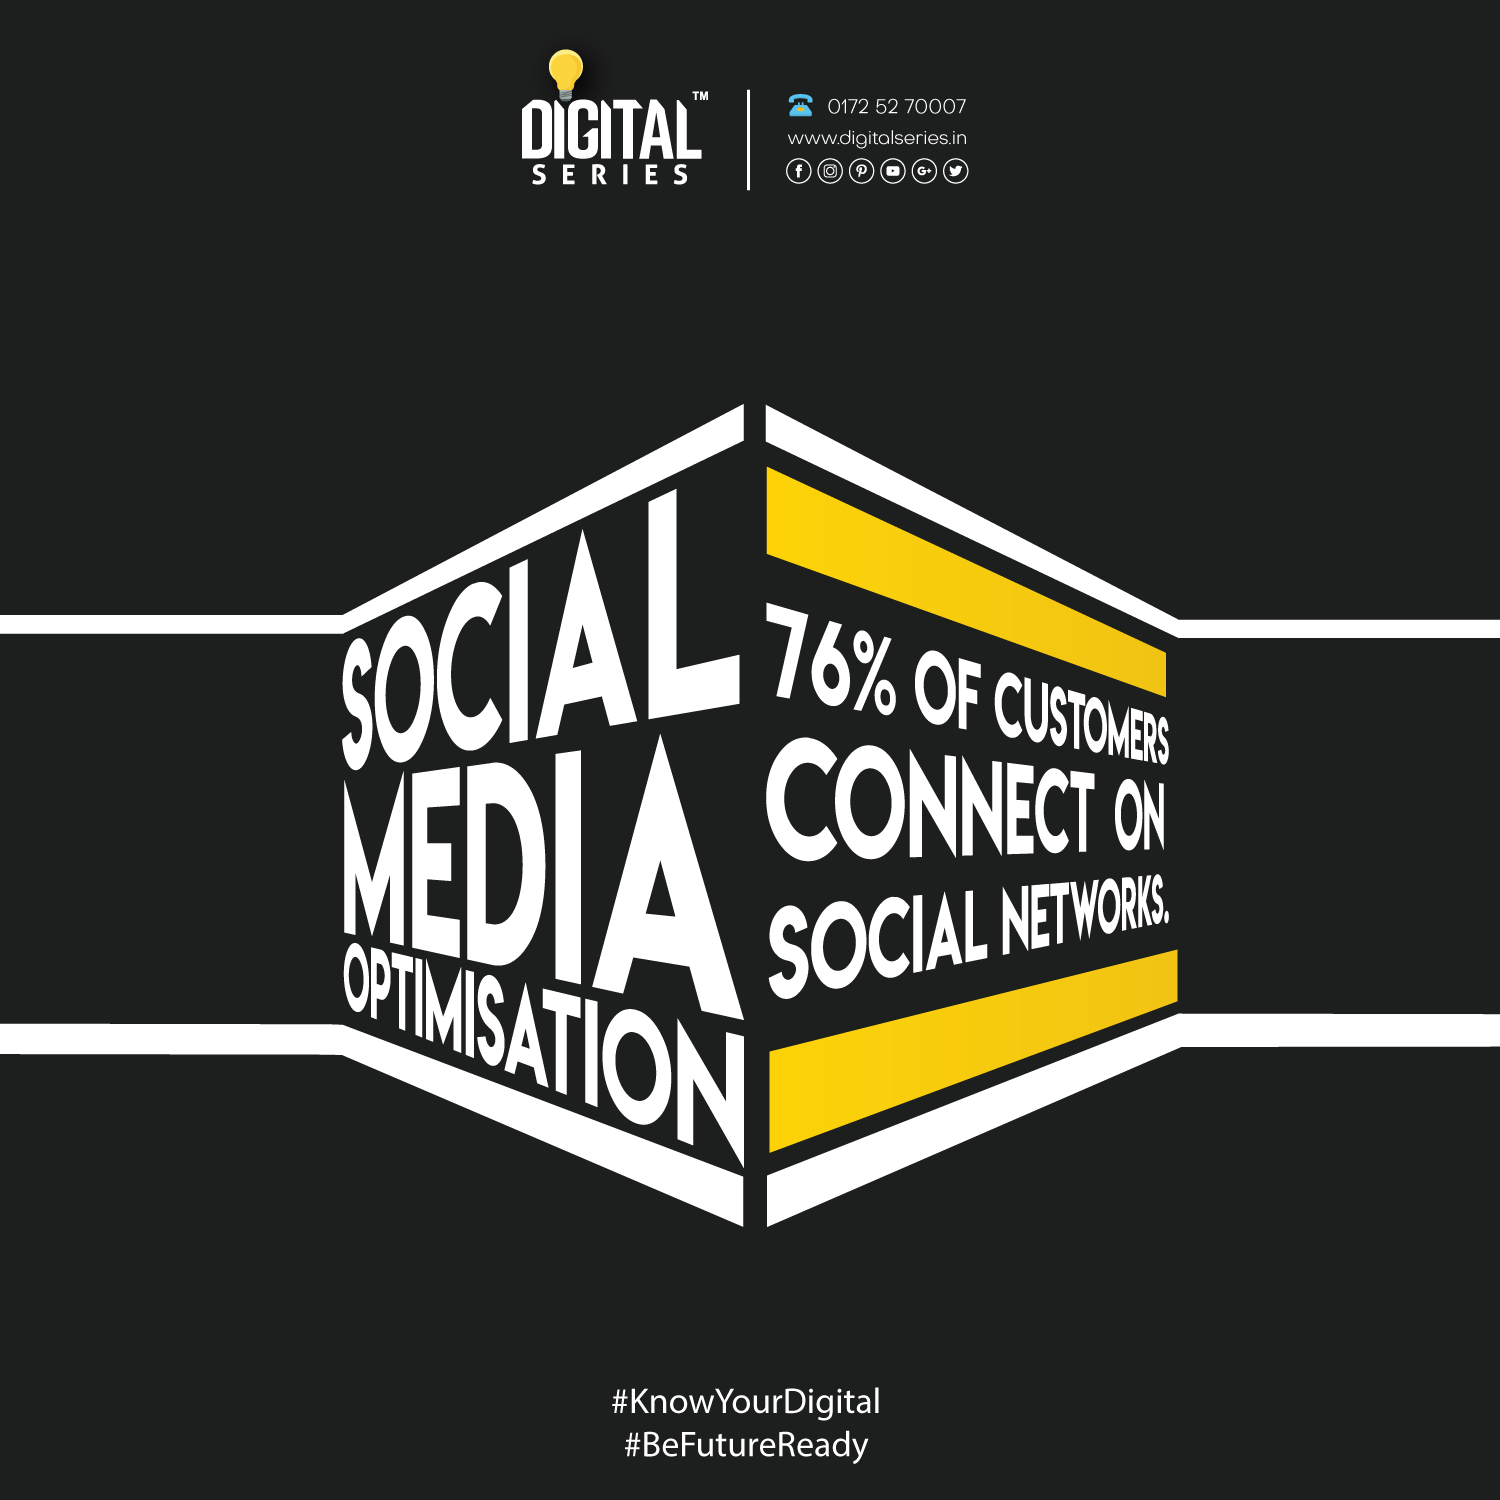 DIGITAL™
SERIES
0172 52 70007
www.digitalseries.in
SOCIAL
MEDIA
OPTIMISATION
76% OF CUSTOMERS
CONNECT ON
SOCIAL NETWORKS.
#KnowYourDigital
#BeFutureReady